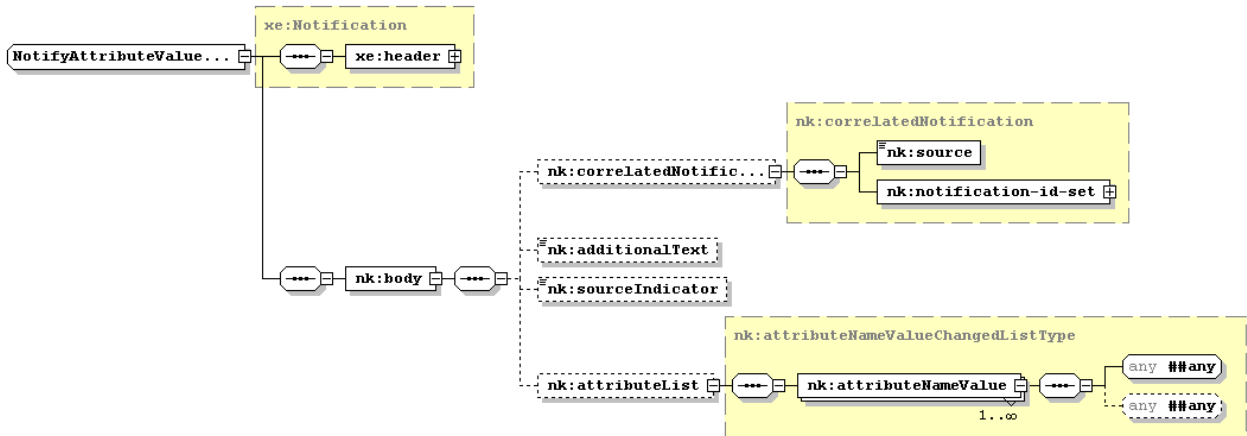 xe:Notification
NotifyAttributeValue...
xe:header
nk:correlatedNotification
nk:source
nk:correlatedNotific...
nk:notification-id-set
nk:additionalText
nk:body
nk:sourceIndicator
nk:attributeNameValueChangedListType
any ##any
nk:attributeList
nk:attributeNameValue
any ##any
1..∞